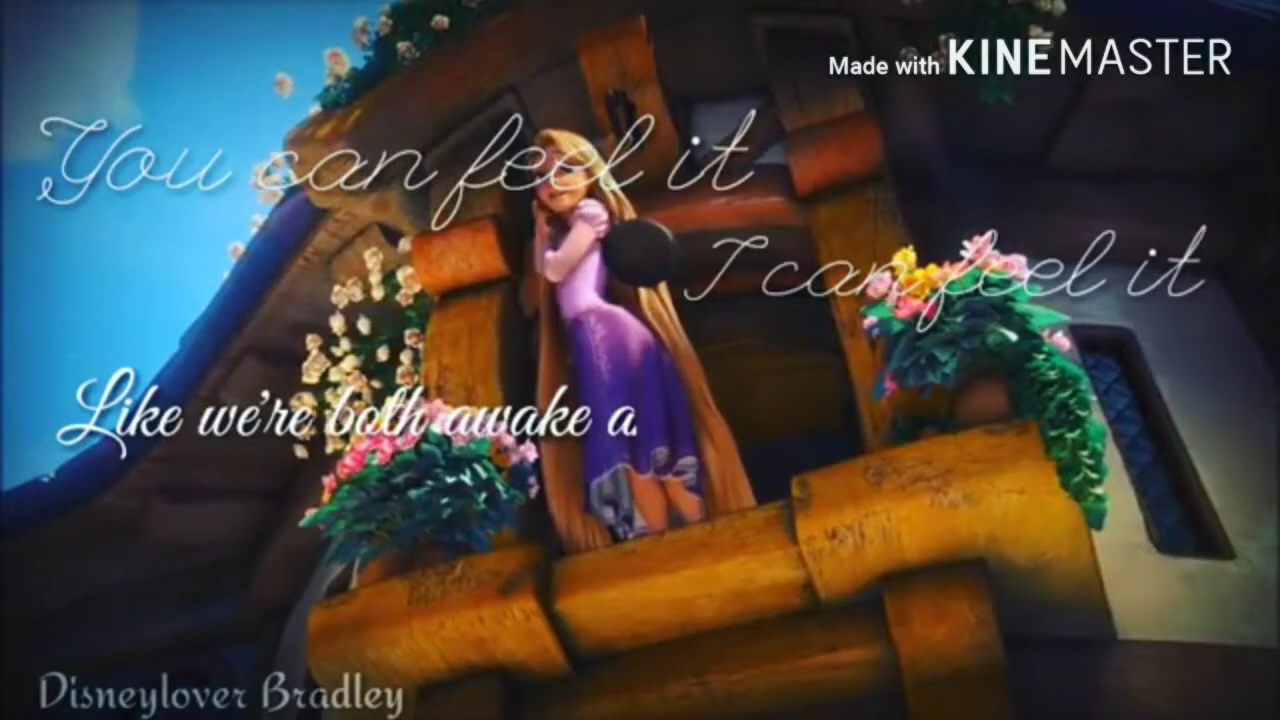 Made with KINEMASTER
You can feel it
I can feel it
Like we're both awake a
Disneylover Bradley